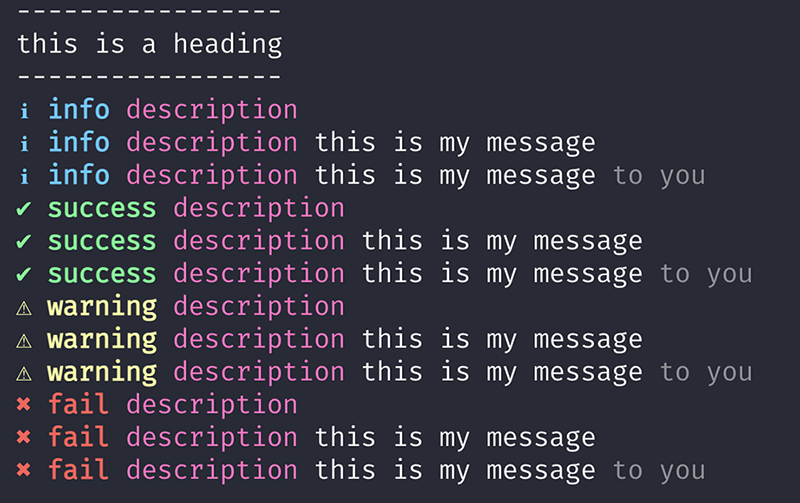 -----------------
this is a heading
-----------------
ℹ info description
ℹ info description this is my message
ℹ info description this is my message to you
✔ success description
✔ success description this is my message
✔ success description this is my message to you
⚠ warning description
⚠ warning description this is my message
⚠ warning description this is my message to you
✖ fail description
✖ fail description this is my message
✖ fail description this is my message to you